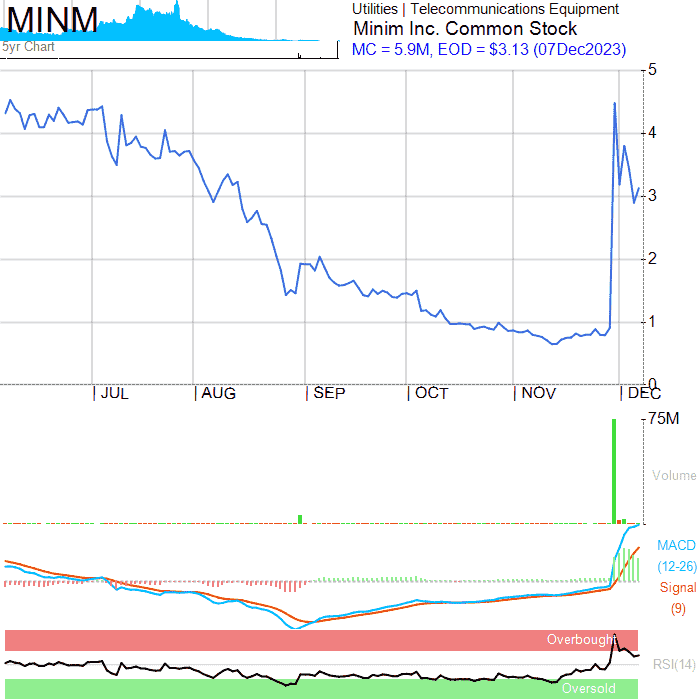 MINM
5yr Chart
Utilities | Telecommunications Equipment
Minim Inc. Common Stock
MC = 5.9M, EOD = $3.13 (07Dec2023)
5
4
3
2
1
0
JUL AUG SEP OCT NOV DEC
75M
Volume
MACD
(12-26)
Signal
(9)
Overbought
RSI(14)
Oversold